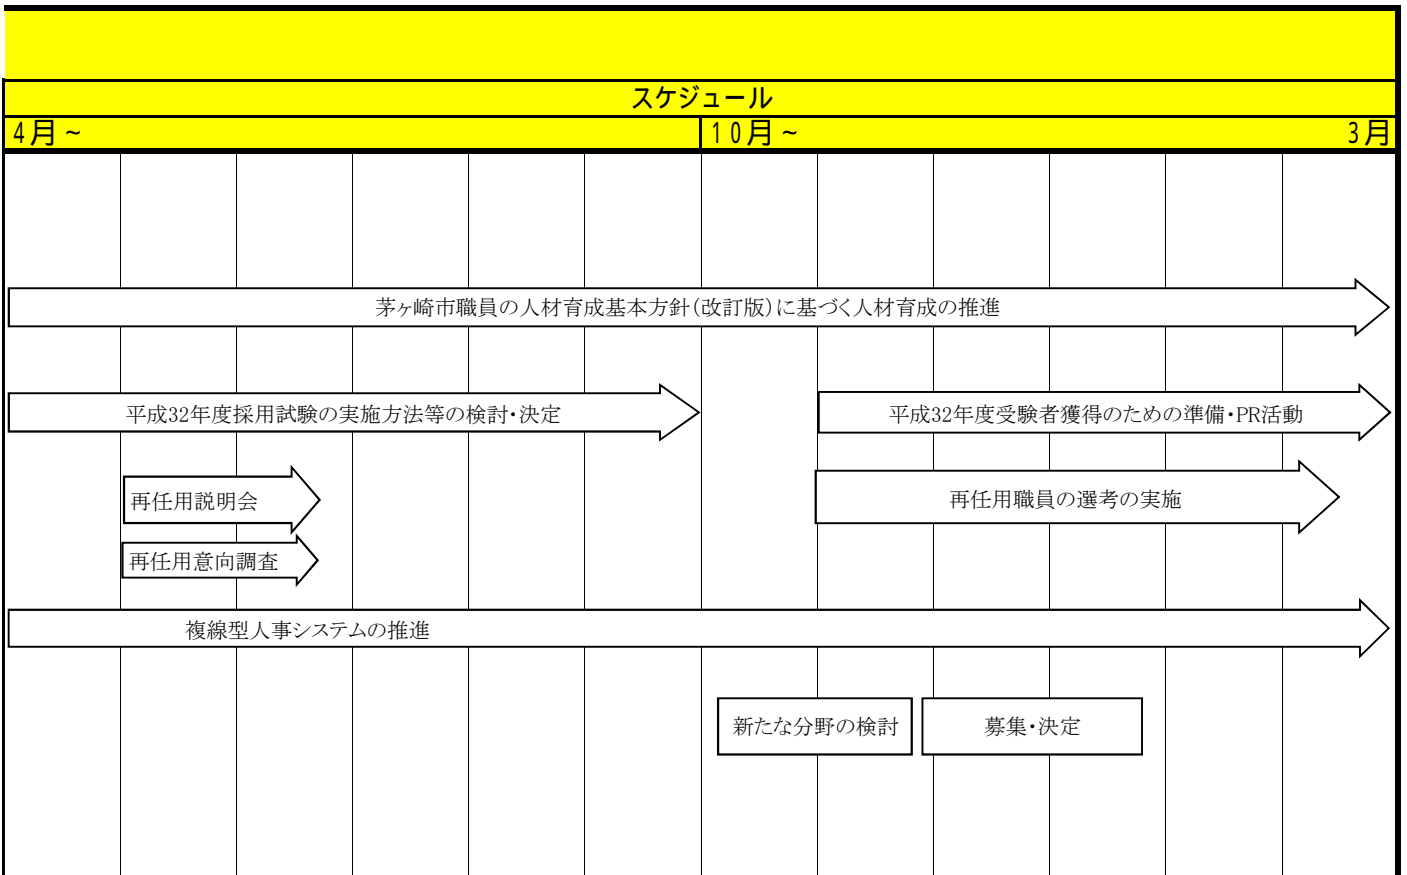 スケジュール
4月~
10月~
3月
茅ヶ崎市職員の人材育成基本方針(改訂版)に基づく人材育成の推進
平成32年度採用試験の実施方法等の検討・決定
平成32年度受験者獲得のための準備・PR活動
再任用説明会
再任用職員の選考の実施
再任用意向調査
複線型人事システムの推進
新たな分野の検討
募集・決定